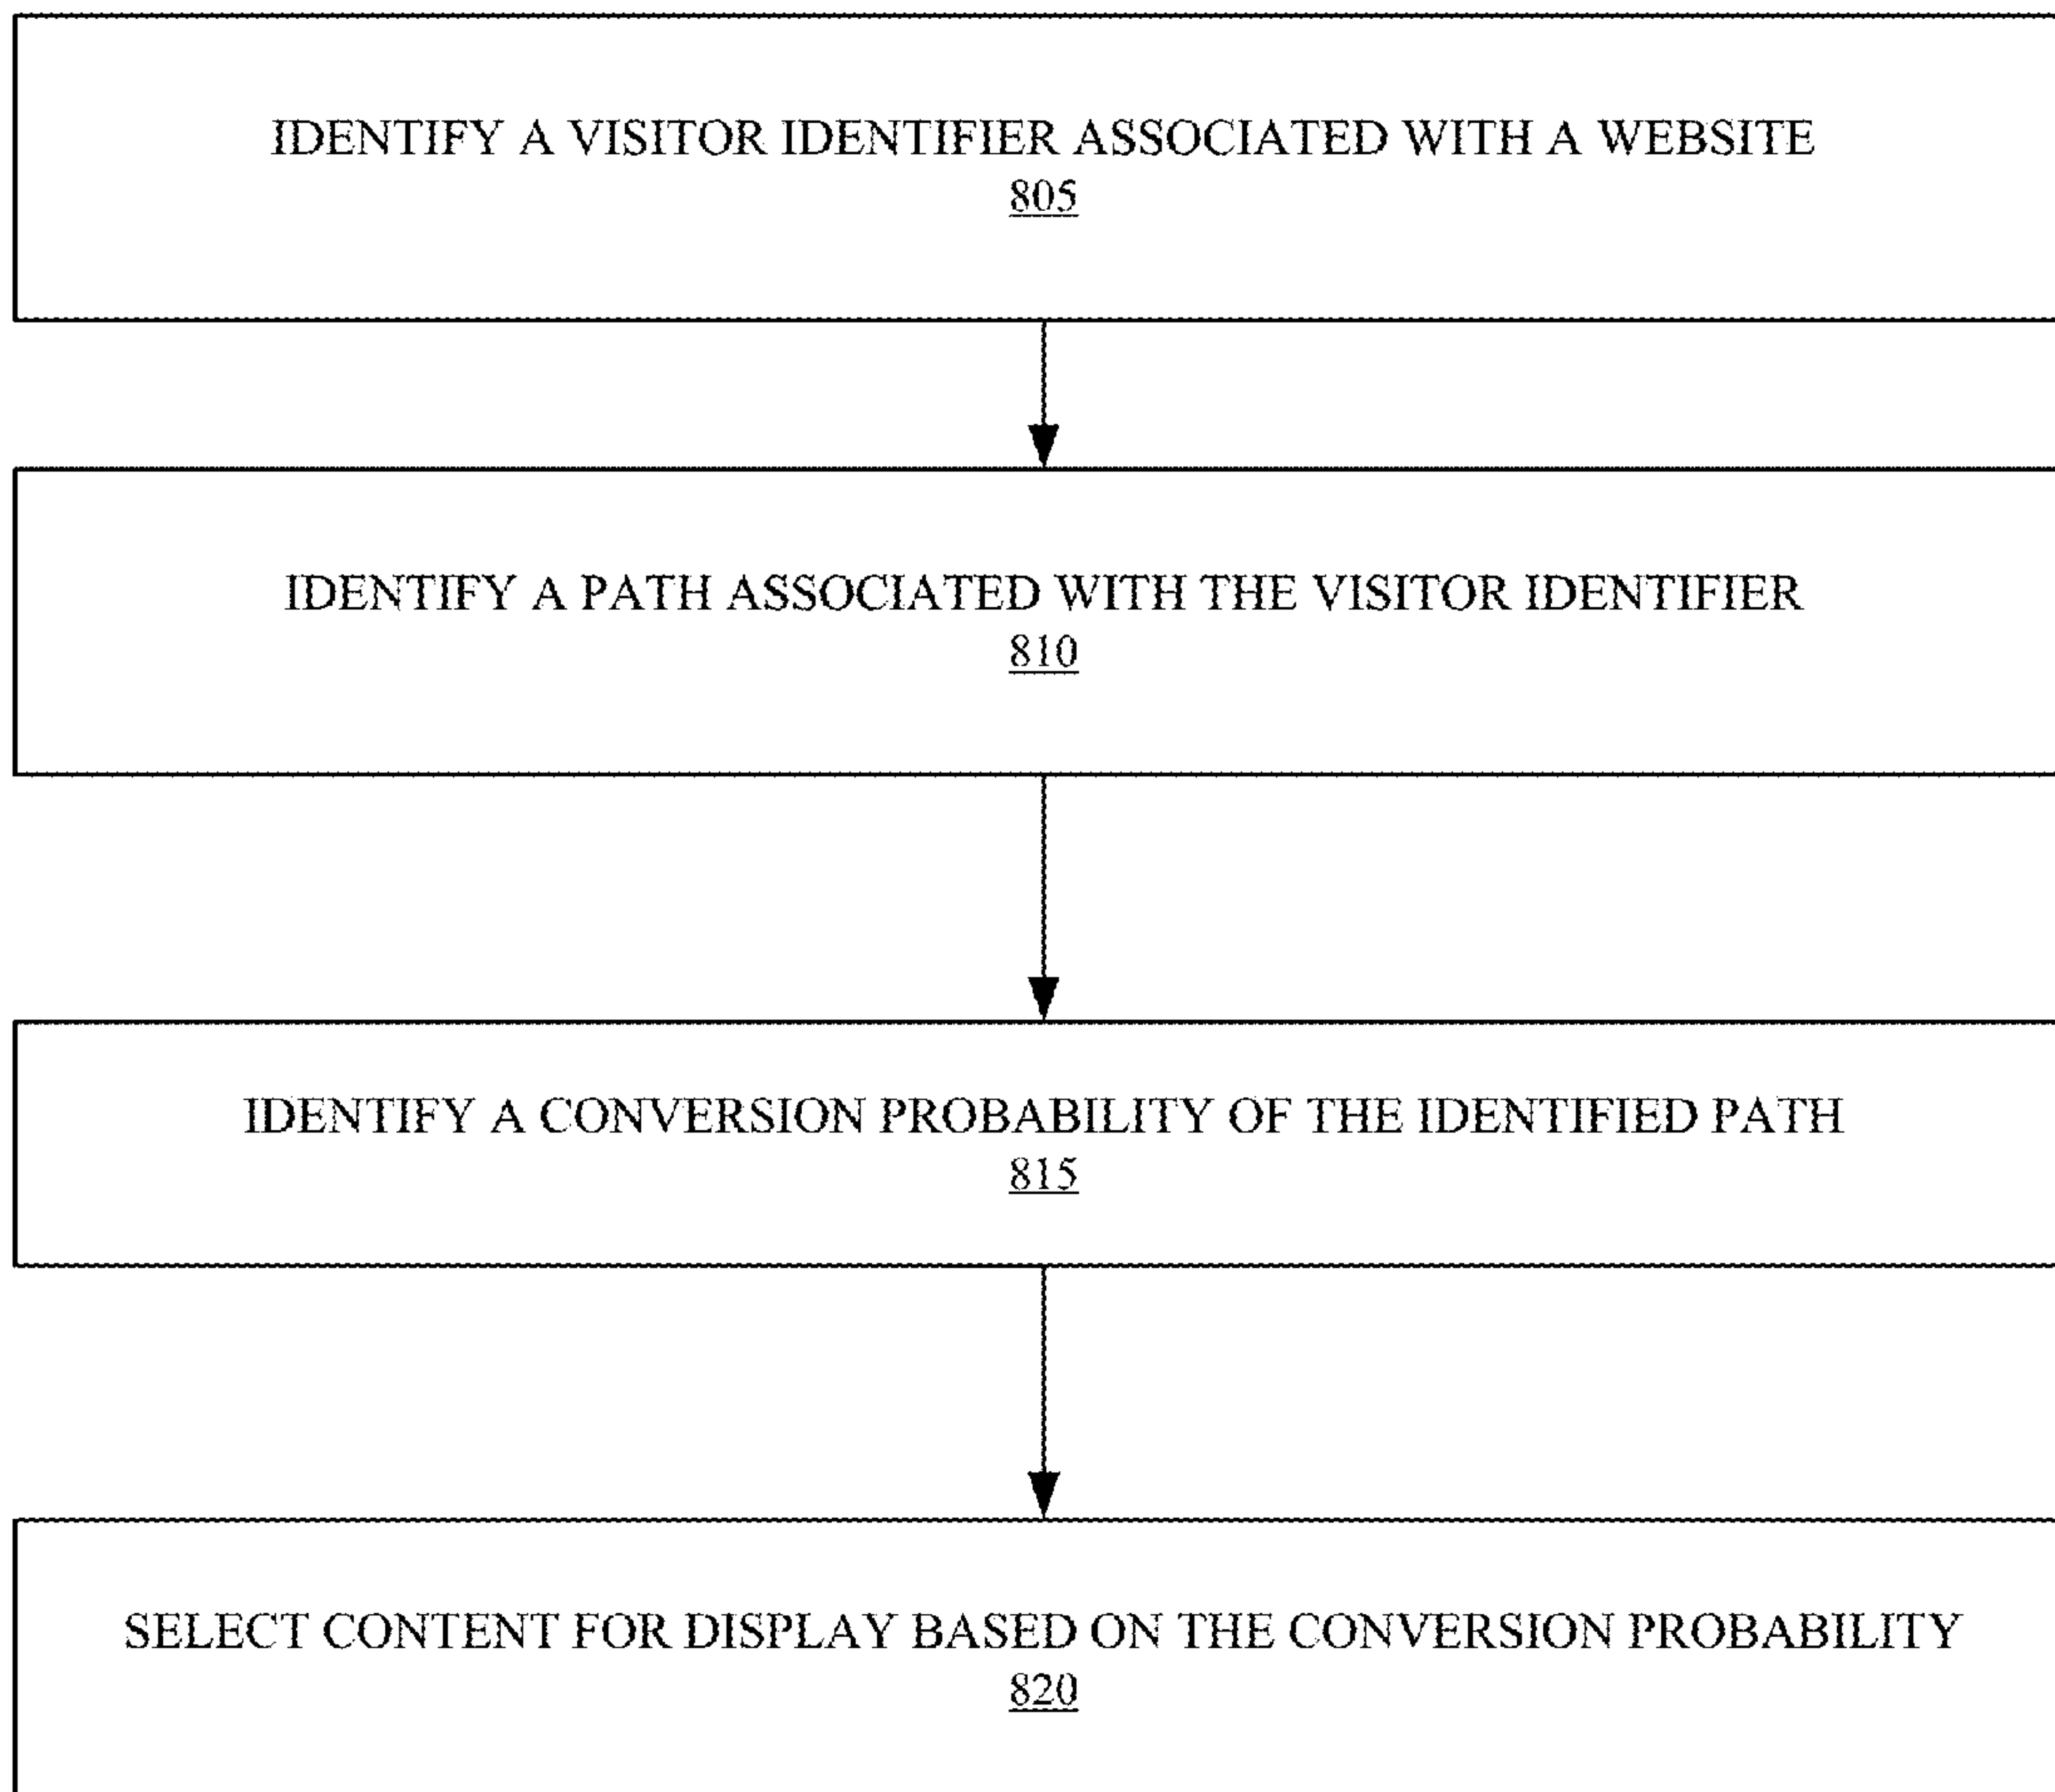 IDENTIFY A VISITOR IDENTIFIER ASSOCIATED WITH A WEBSITE
805
IDENTIFY A PATH ASSOCIATED WITH THE VISITOR IDENTIFIER
810
IDENTIFY A CONVERSION PROBABILITY OF THE IDENTIFIED PATH
815
SELECT CONTENT FOR DISPLAY BASED ON THE CONVERSION PROBABILITY
820